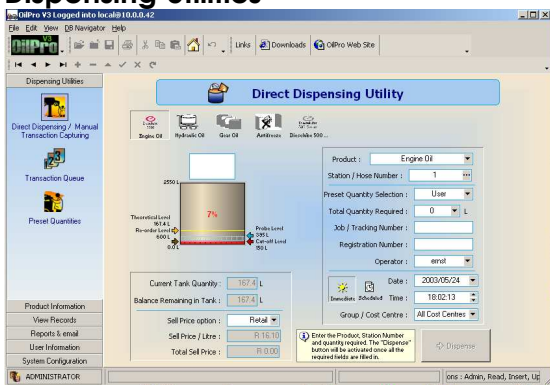 Dispensing Utilities
OilPro V3 Logged into local@10.0.0.42
File Edit View DB Navigator Help
OilPro V3
Links Downloads OilPro Web Site
Dispensing Utilities
Direct Dispensing Utility
Engine Oil Hydraulic Oil Gear Oil Antifreeze Dieselube 500 ...
Direct Dispensing / Manual
Transaction Capturing
Transaction Queue
Preset Quantities
2550 L
7%
Theoretical Level
167.4 L
Re-order Level
600 L
0.0 L
Probe Level
385 L
Cut-off Level
150 L
Product : Engine Oil
Station / Hose Number : 1 ...
Preset Quantity Selection : User
Total Quantity Required : 0 L
Job / Tracking Number :
Registration Number :
Operator : ernst
Immediate Scheduled
Date : 2003/05/24
Time : 18:02:13
Group / Cost Centre : All Cost Centres
Current Tank Quantity : 167.4 L
Balance Remaining in Tank : 167.4 L
Sell Price option : Retail
Sell Price / Litre : R 16.10
Total Sell Price : R 0.00
Enter the Product, Station Number
and quantity required. The "Dispense"
button will be activated once all the
required fields are filled in.
Dispense
Product Information
View Records
Reports & email
User Information
System Configuration
ADMINISTRATOR
ons : Admin, Read, Insert, Up